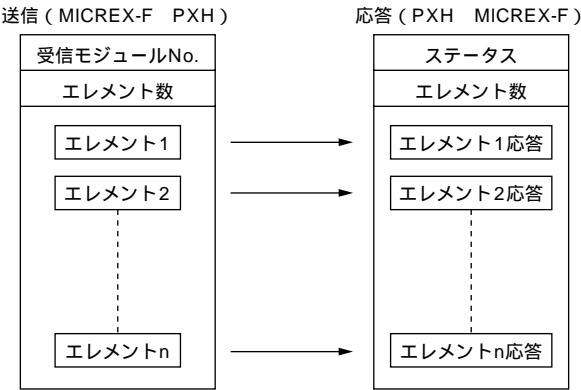 送信（MICREX-F　PXH）
応答（PXH　MICREX-F）
受信モジュールNo.
ステータス
エレメント数
エレメント数
エレメント1
エレメント1応答
エレメント2
エレメント2応答
エレメントn
エレメントn応答